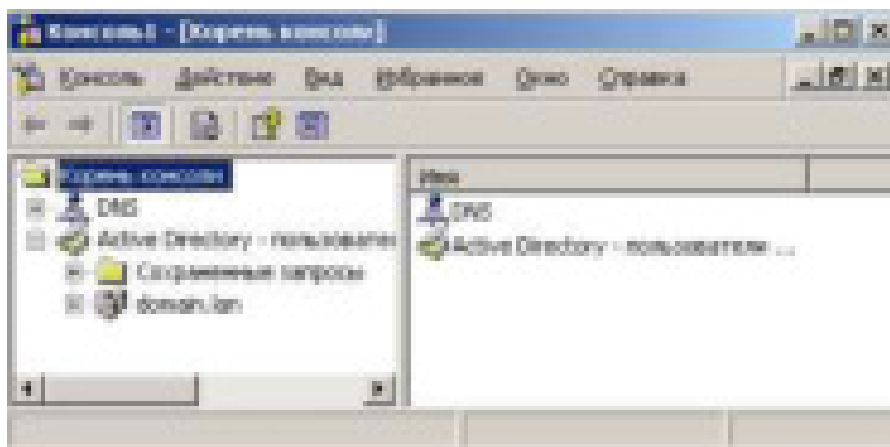 Консоль1 - [Корень консоли]
Консоль Действие Вид Избранное Окно Справка
Корень консоли
DNS
Active Directory - пользовател
Сохраненные запросы
domain.lan
Имя
DNS
Active Directory - пользователи ...